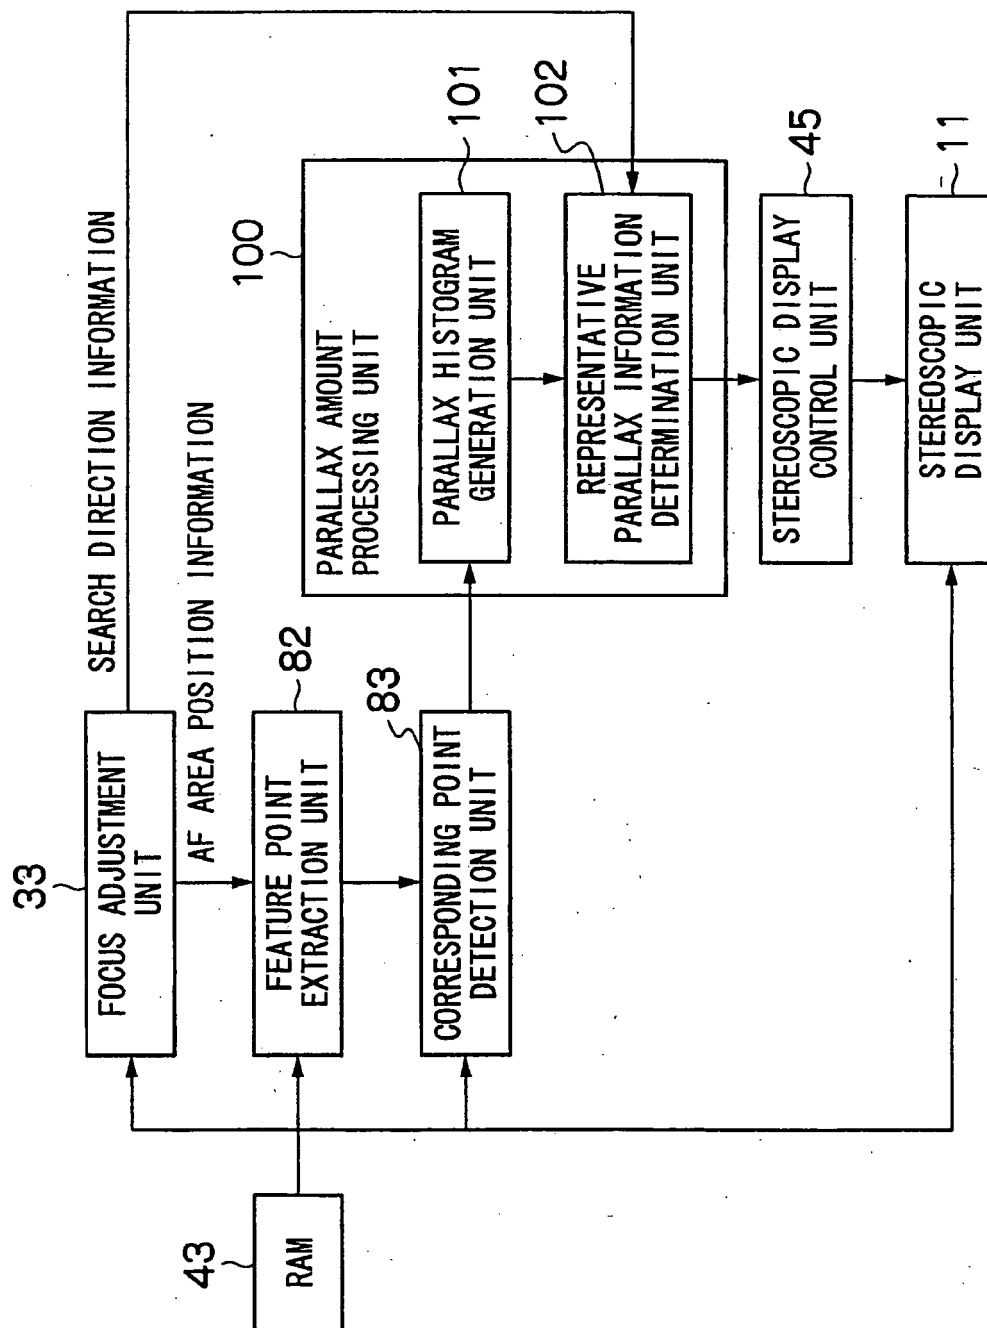 43
RAM
33
FOCUS ADJUSTMENT
UNIT
SEARCH DIRECTION INFORMATION
AF AREA POSITION INFORMATION
82
FEATURE POINT
EXTRACTION UNIT
83
CORRESPONDING POINT
DETECTION UNIT
100
PARALLAX AMOUNT
PROCESSING UNIT
101
PARALLAX HISTOGRAM
GENERATION UNIT
102
REPRESENTATIVE
PARALLAX INFORMATION
DETERMINATION UNIT
45
STEREOSCOPIC DISPLAY
CONTROL UNIT
11
STEREOSCOPIC
DISPLAY UNIT